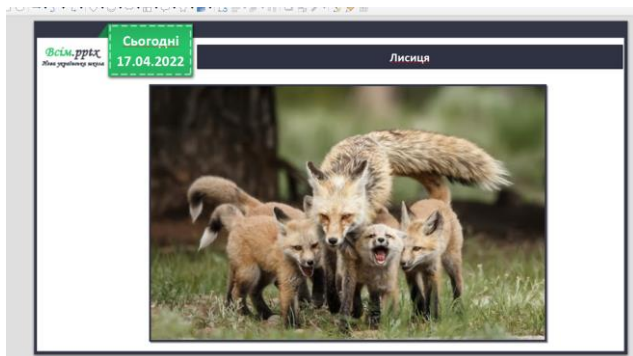 Всім.pptx
Нова українська школа
Сьогодні
17.04.2022
Лисиця